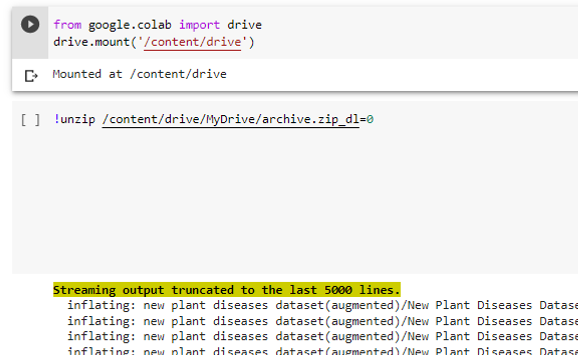 from google.colab import drive
drive.mount('/content/drive')
Mounted at /content/drive
[ ] !unzip /content/drive/MyDrive/archive.zip_dl=0
Streaming output truncated to the last 5000 lines.
inflating: new plant diseases dataset(augmented)/New Plant Diseases Datase
inflating: new plant diseases dataset(augmented)/New Plant Diseases Datase
inflating: new plant diseases dataset(augmented)/New Plant Diseases Datase
inflating: new plant diseases dataset(augmented)/New Plant Diseases Datase